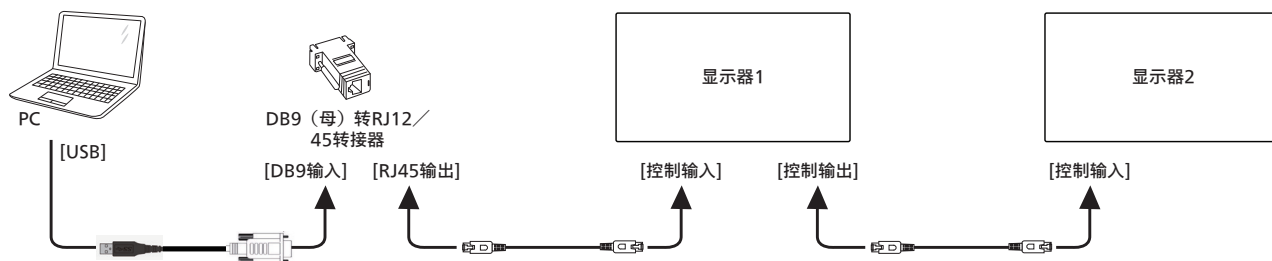 显示器1
显示器2
PC
DB9（母）转RJ12／
45转接器
[USB]
[DB9输入]
[RJ45输出]
[控制输入]
[控制输出]
[控制输入]